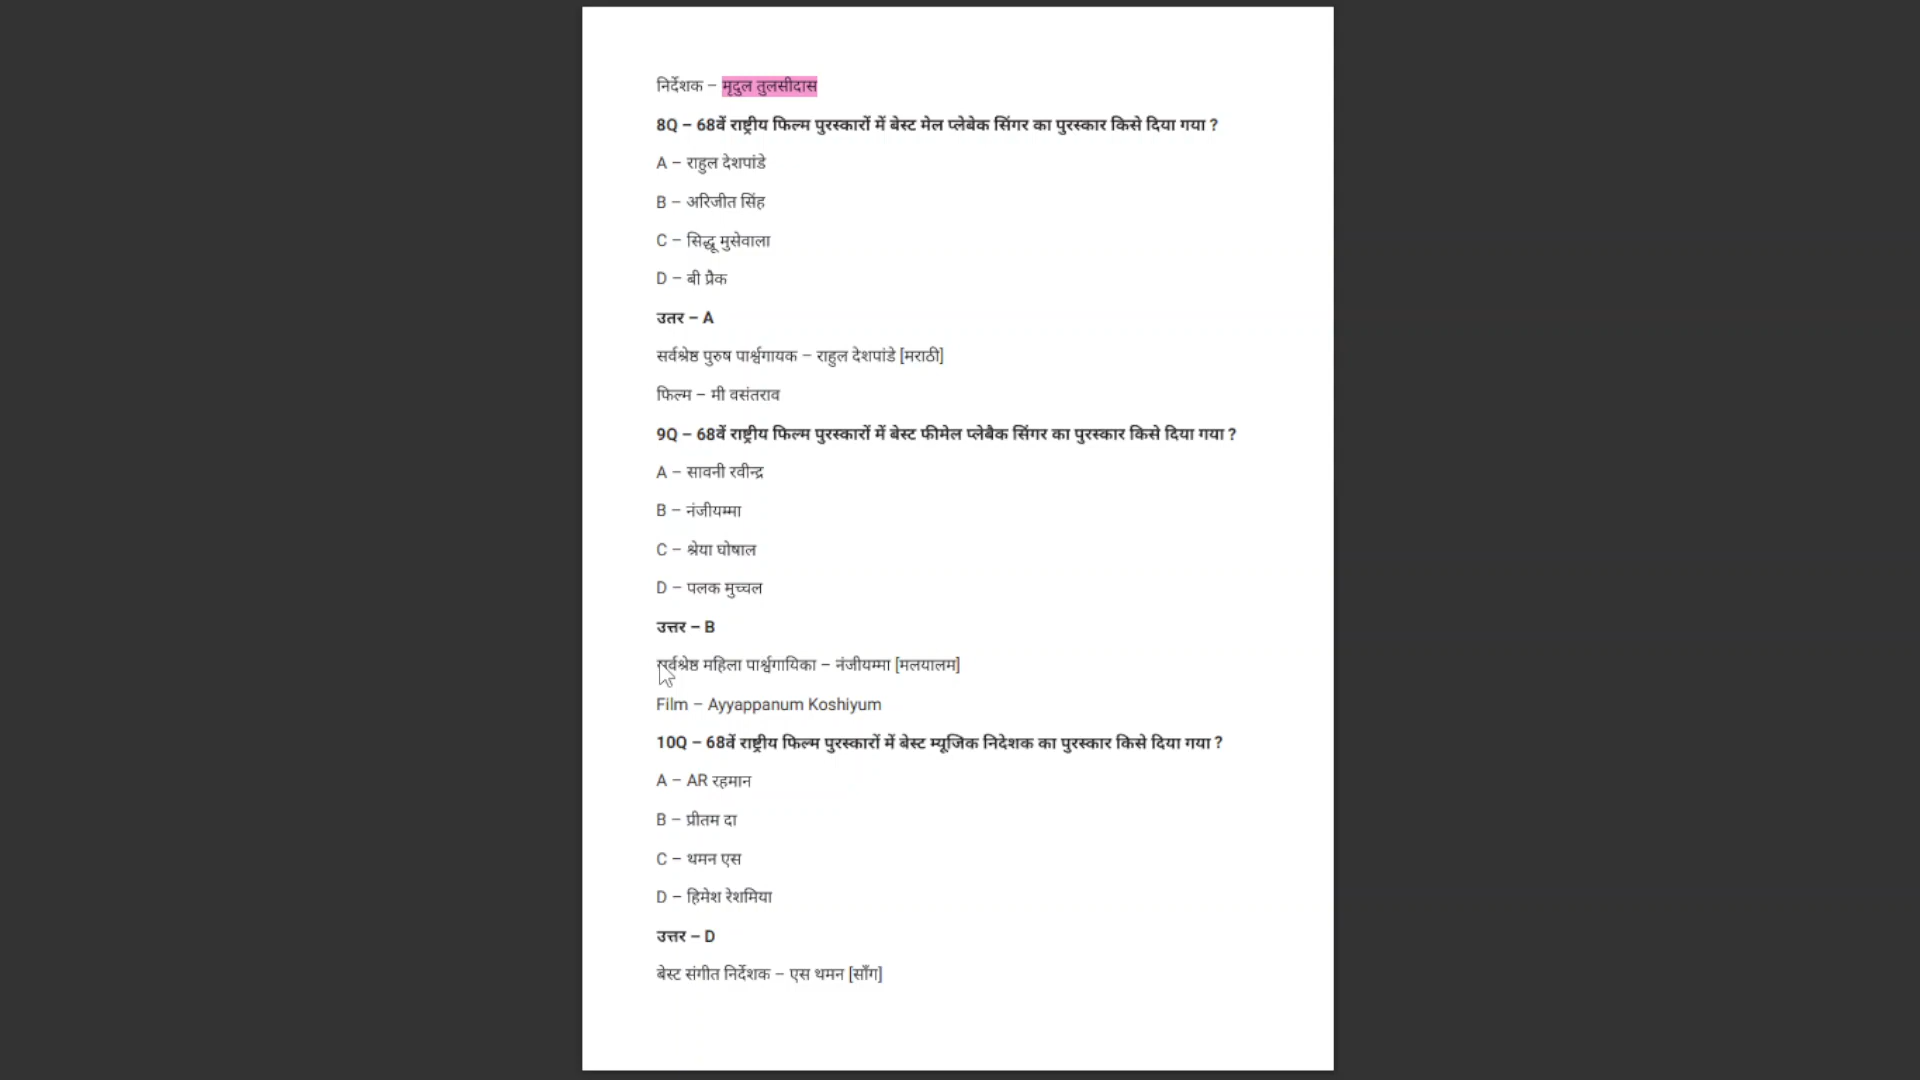 निर्देशक – मृदुल तुलसीदास
8Q – 68वें राष्ट्रीय फिल्म पुरस्कारों में बेस्ट मेल प्लेबेक सिंगर का पुरस्कार किसे दिया गया ?
A – राहुल देशपांडे
B – अरिजीत सिंह
C – सिद्धू मुसेवाला
D – बी प्रैक
उतर – A
सर्वश्रेष्ठ पुरुष पार्श्वगायक – राहुल देशपांडे [मराठी]
फिल्म – मी वसंतराव
9Q – 68वें राष्ट्रीय फिल्म पुरस्कारों में बेस्ट फीमेल प्लेबैक सिंगर का पुरस्कार किसे दिया गया ?
A – सावनी रवीन्द्र
B – नंजीयम्मा
C – श्रेया घोषाल
D – पलक मुच्चल
उत्तर – B
सर्वश्रेष्ठ महिला पार्श्वगायिका – नंजीयम्मा [मलयालम]
Film – Ayyappanum Koshiyum
10Q – 68वें राष्ट्रीय फिल्म पुरस्कारों में बेस्ट म्यूजिक निदेशक का पुरस्कार किसे दिया गया ?
A – AR रहमान
B – प्रीतम दा
C – थमन एस
D – हिमेश रेशमिया
उत्तर – D
बेस्ट संगीत निर्देशक – एस थमन [सोंग]